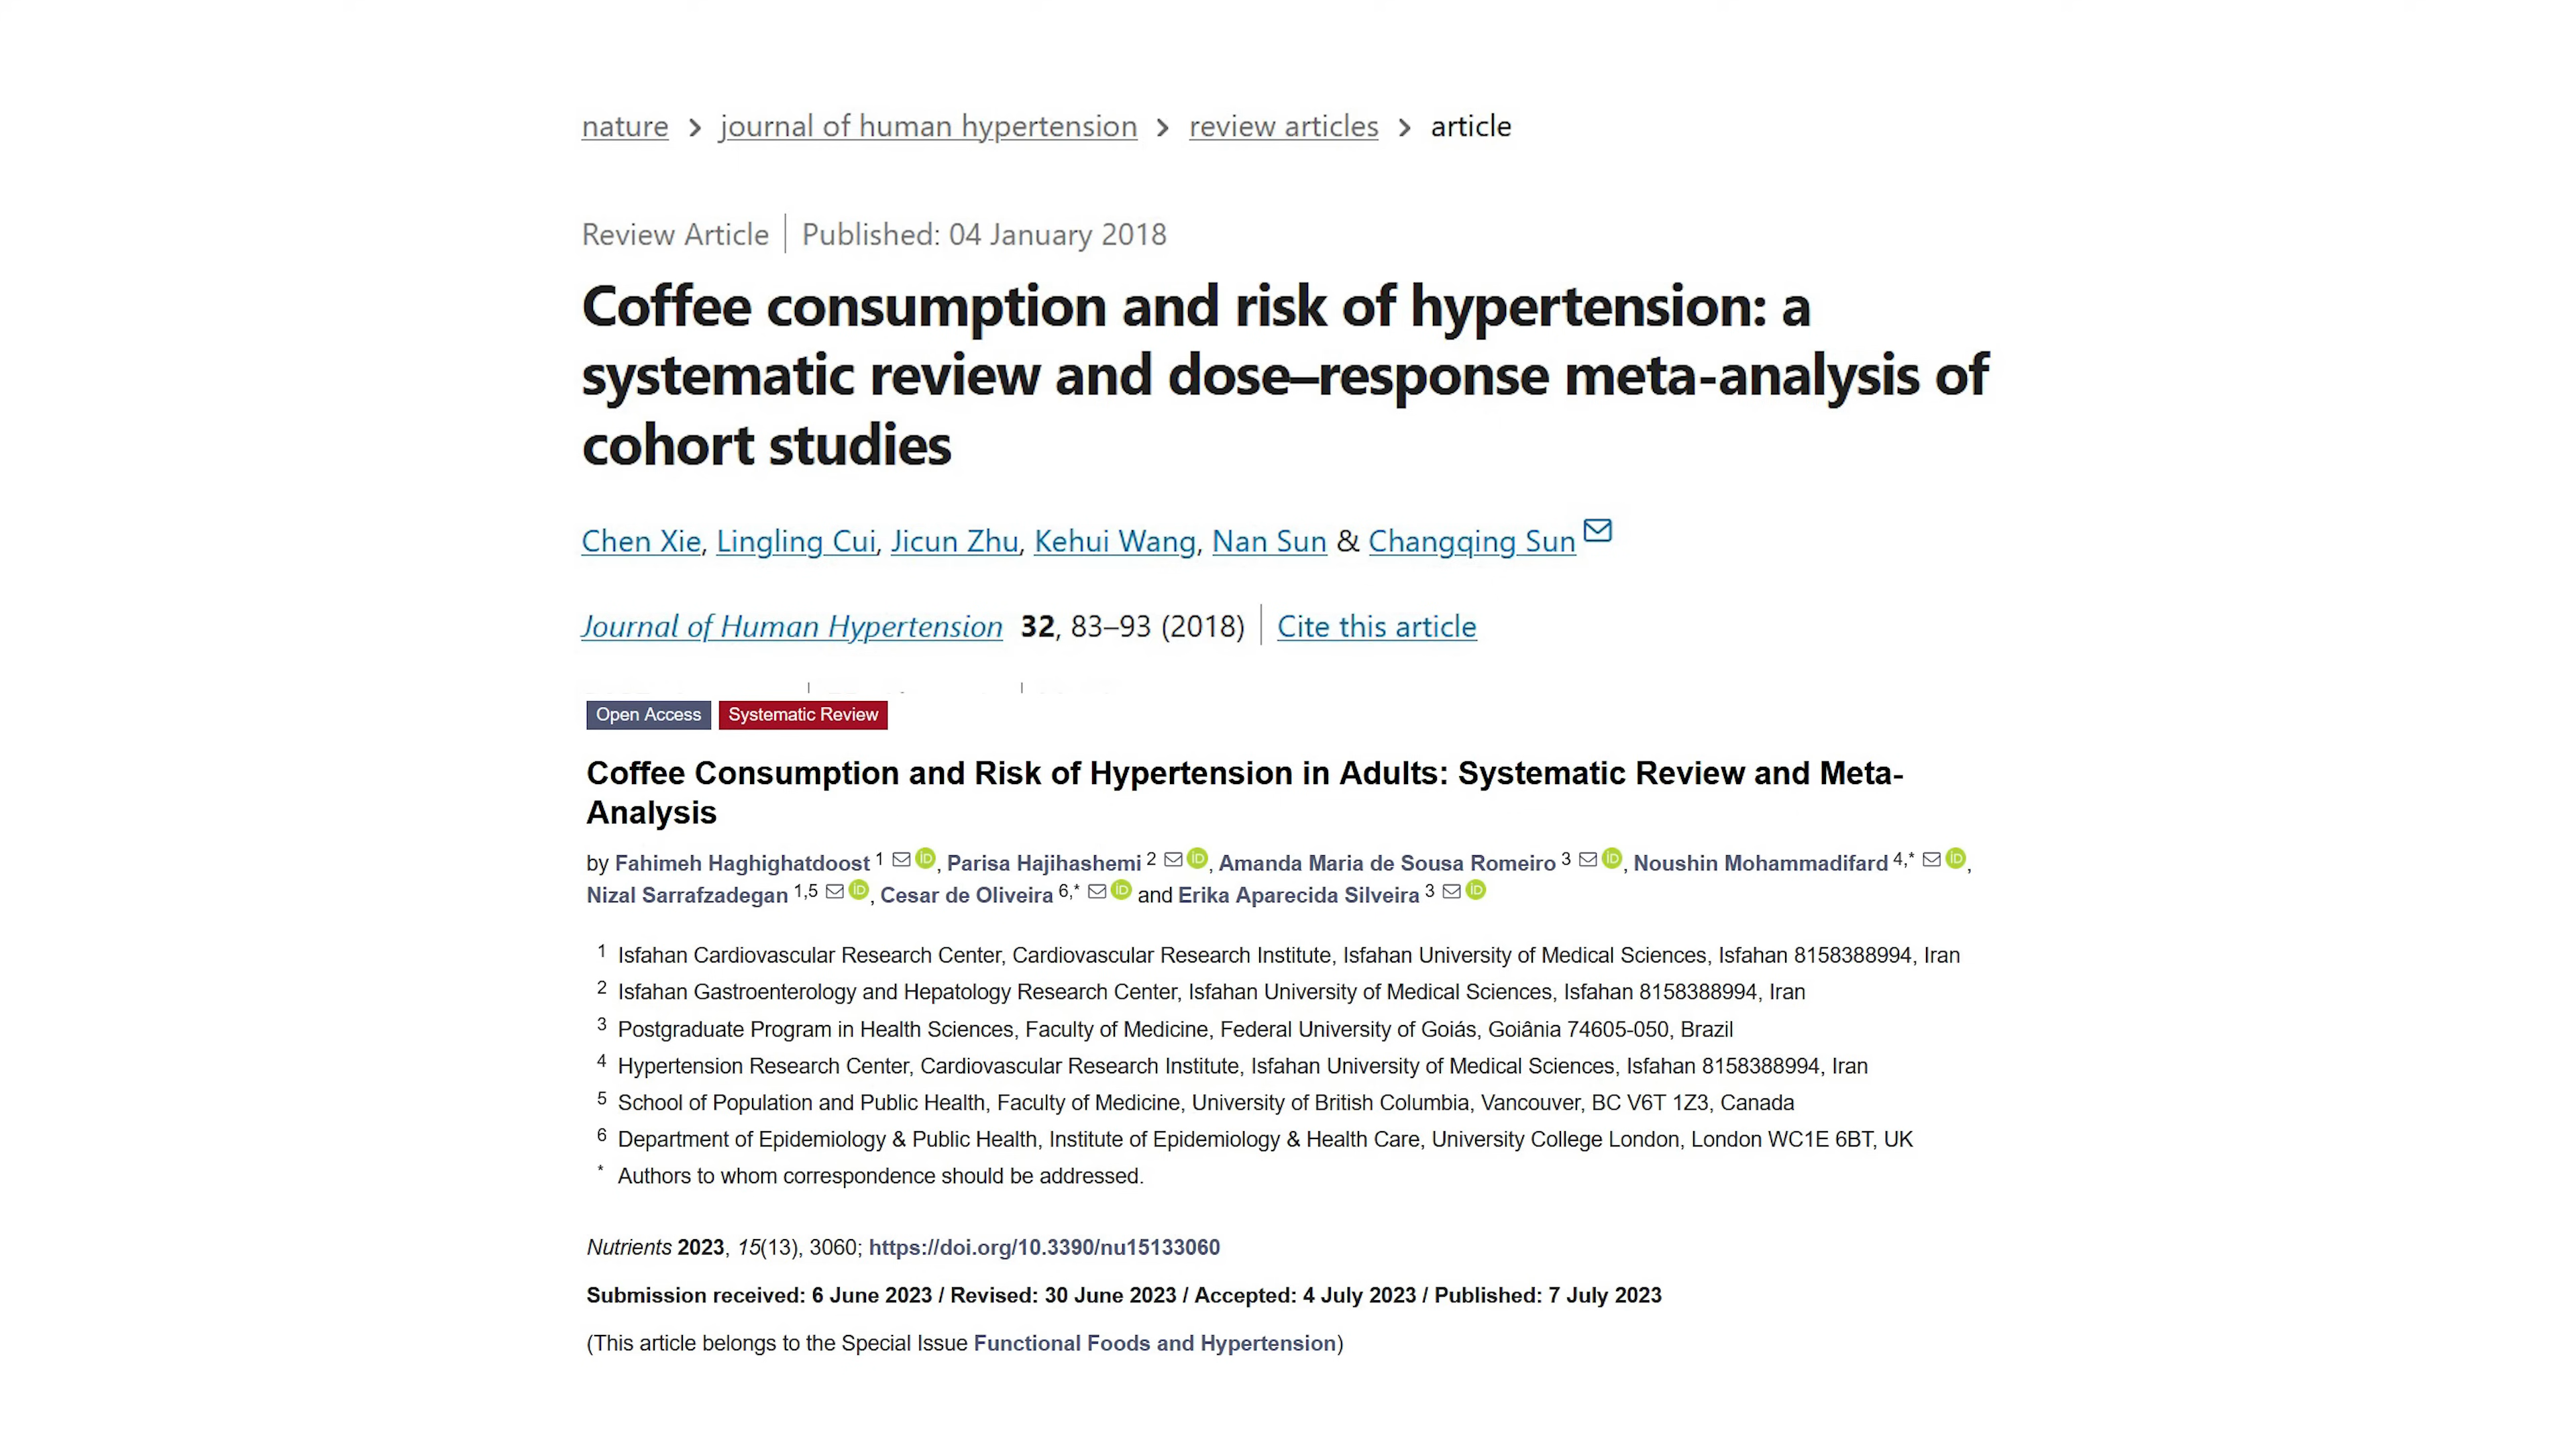 nature > journal of human hypertension > review articles > article
Review Article | Published: 04 January 2018
Coffee consumption and risk of hypertension: a
systematic review and dose–response meta-analysis of
cohort studies
Chen Xie, Lingling Cui, Jicun Zhu, Kehui Wang, Nan Sun & Changqing Sun
Journal of Human Hypertension 32, 83–93 (2018) | Cite this article
Open Access Systematic Review
Coffee Consumption and Risk of Hypertension in Adults: Systematic Review and Meta-
Analysis
by Fahimeh Haghighatdoost 1 iD, Parisa Hajihashemi 2 iD, Amanda Maria de Sousa Romeiro 3 iD, Noushin Mohammadifard 4,* iD,
Nizal Sarrafzadegan 1,5 iD, Cesar de Oliveira 6,* iD and Erika Aparecida Silveira 3 iD
1 Isfahan Cardiovascular Research Center, Cardiovascular Research Institute, Isfahan University of Medical Sciences, Isfahan 8158388994, Iran
2 Isfahan Gastroenterology and Hepatology Research Center, Isfahan University of Medical Sciences, Isfahan 8158388994, Iran
3 Postgraduate Program in Health Sciences, Faculty of Medicine, Federal University of Goiás, Goiânia 74605-050, Brazil
4 Hypertension Research Center, Cardiovascular Research Institute, Isfahan University of Medical Sciences, Isfahan 8158388994, Iran
5 School of Population and Public Health, Faculty of Medicine, University of British Columbia, Vancouver, BC V6T 1Z3, Canada
6 Department of Epidemiology & Public Health, Institute of Epidemiology & Health Care, University College London, London WC1E 6BT, UK
* Authors to whom correspondence should be addressed.
Nutrients 2023, 15(13), 3060; https://doi.org/10.3390/nu15133060
Submission received: 6 June 2023 / Revised: 30 June 2023 / Accepted: 4 July 2023 / Published: 7 July 2023
(This article belongs to the Special Issue Functional Foods and Hypertension)